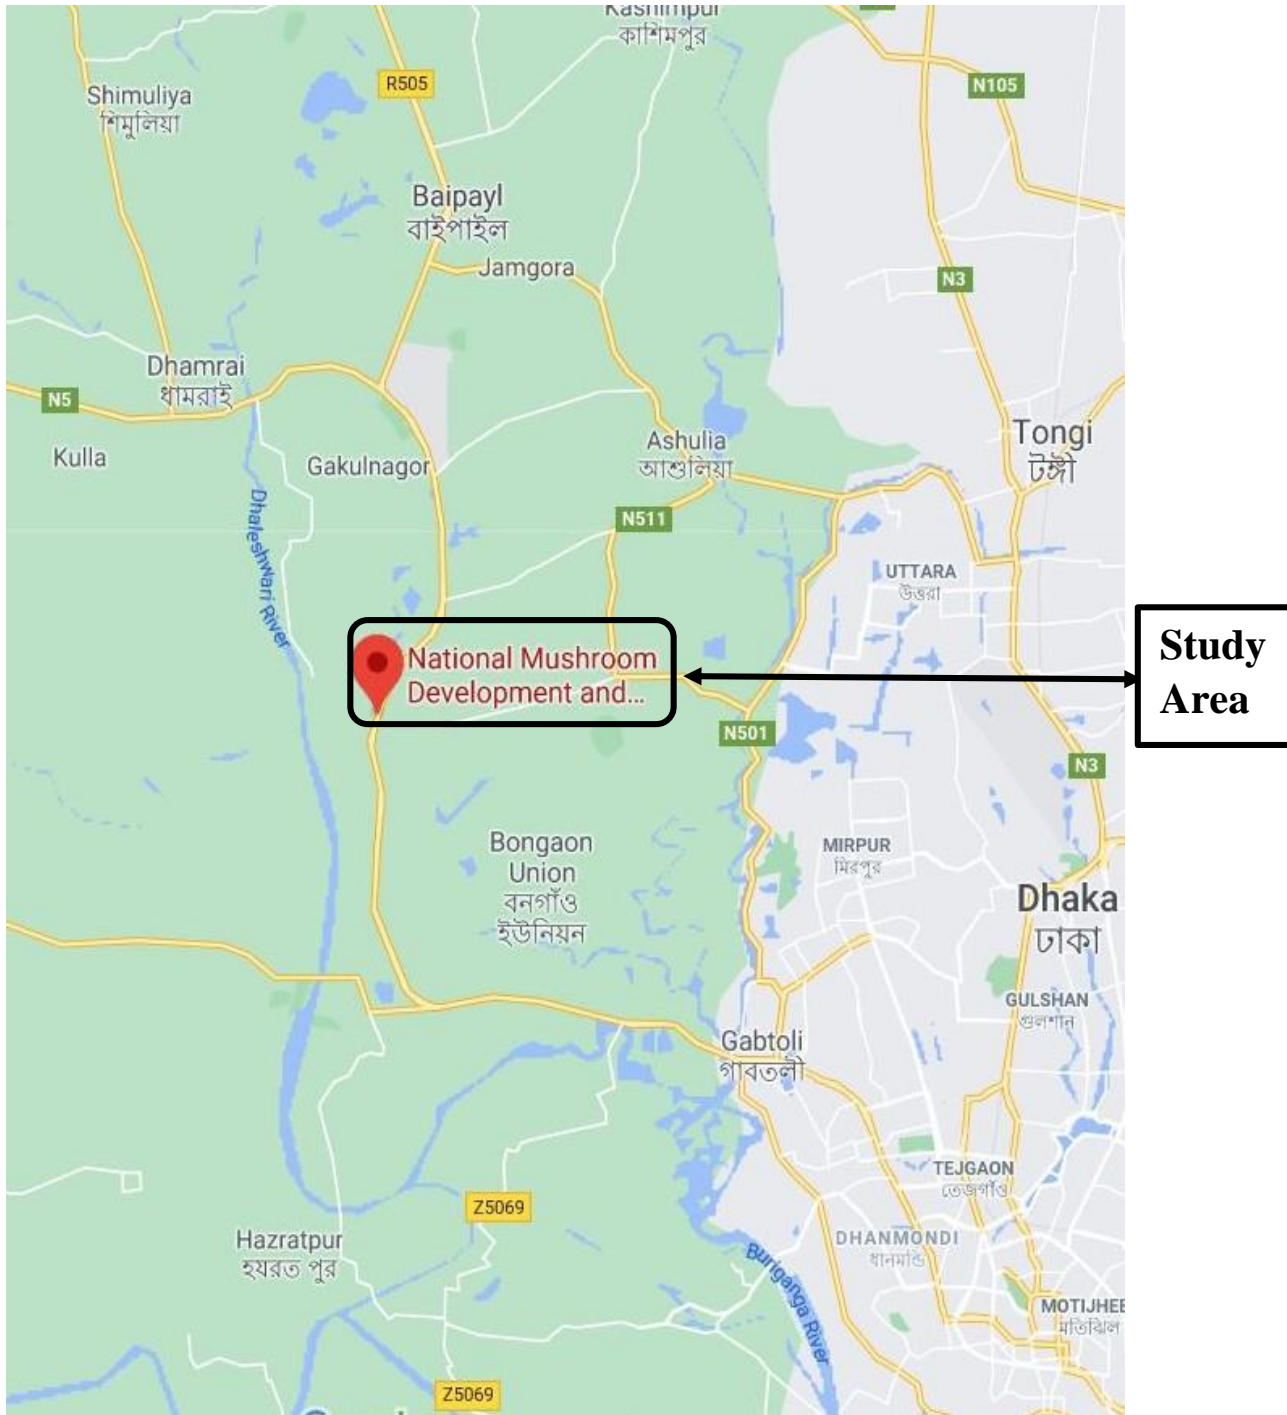 Kashimpur
কাশিমপুর
R505
N105
Shimuliya
শিমুলিয়া
Baipayl
বাইপাইল
Jamgora
N3
Dhamrai
ধামরাই
N5
Kulla
Gakulnagor
Ashulia
আশুলিয়া
Tongi
টঙ্গী
N511
Dhaleshwari River
UTTARA
উত্তরা
National Mushroom
Development and...
Study
Area
N501
N3
Bongaon
Union
বনগাঁও
ইউনিয়ন
MIRPUR
মিরপুর
Dhaka
ঢাকা
GULSHAN
গুলশান
Gabtoli
গাবতলী
TEJGAON
তেজগাঁও
Z5069
Hazratpur
হযরত পুর
DHANMONDI
ধানমন্ডি
Buriganga River
MOTIJHEE
মতিঝিল
Z5069